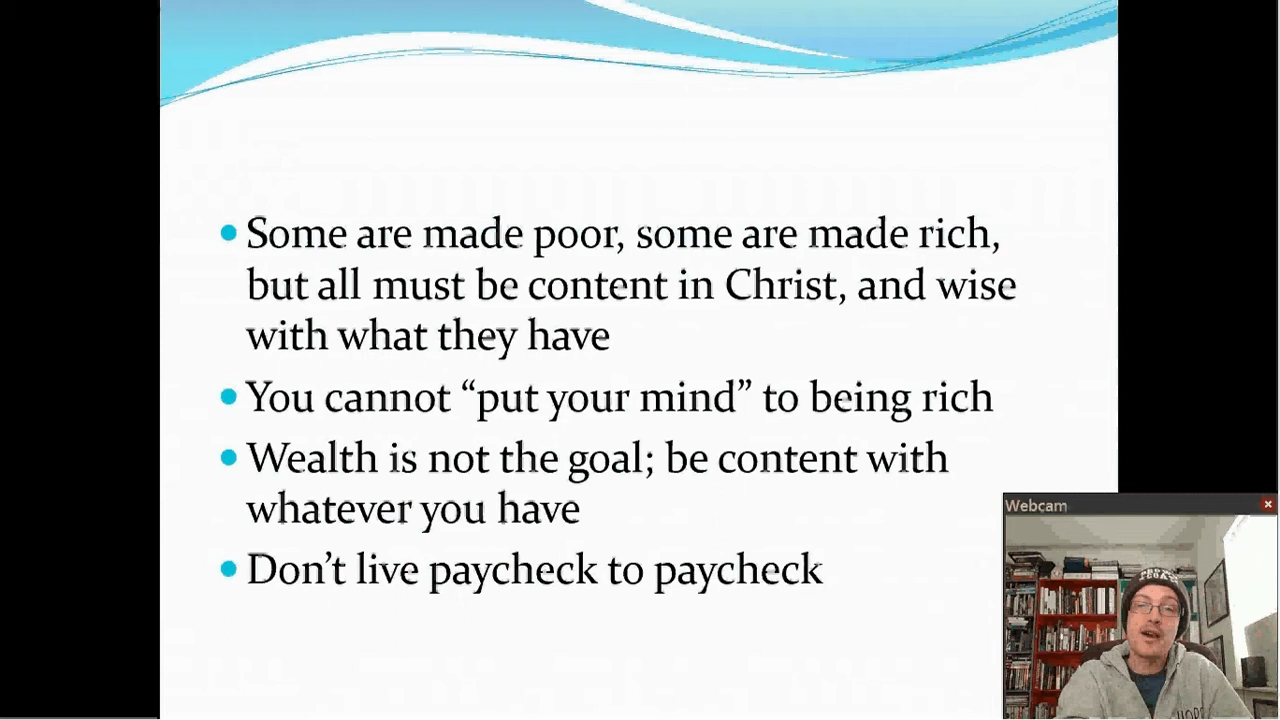 Some are made poor, some are made rich,
but all must be content in Christ, and wise
with what they have
You cannot “put your mind” to being rich
Wealth is not the goal; be content with
whatever you have
Don’t live paycheck to paycheck
Webcam